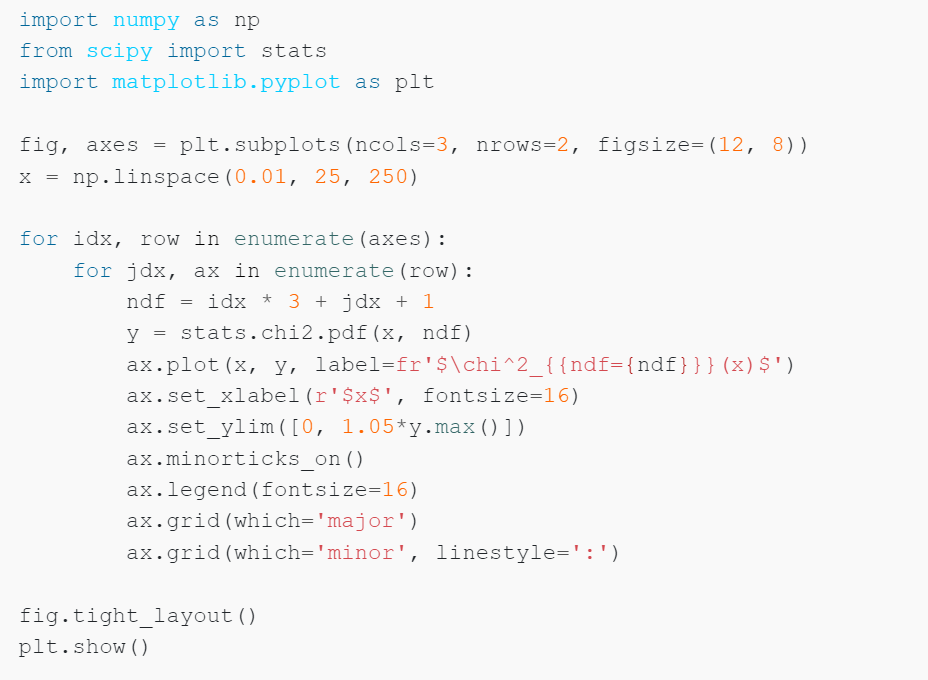 import numpy as np
from scipy import stats
import matplotlib.pyplot as plt

fig, axes = plt.subplots(ncols=3, nrows=2, figsize=(12, 8))
x = np.linspace(0.01, 25, 250)

for idx, row in enumerate(axes):
    for jdx, ax in enumerate(row):
        ndf = idx * 3 + jdx + 1
        y = stats.chi2.pdf(x, ndf)
        ax.plot(x, y, label=fr'$\chi^2_{{ndf={ndf}}}(x)$')
        ax.set_xlabel(r'$x$', fontsize=16)
        ax.set_ylim([0, 1.05*y.max()])
        ax.minorticks_on()
        ax.legend(fontsize=16)
        ax.grid(which='major')
        ax.grid(which='minor', linestyle=':')

fig.tight_layout()
plt.show()